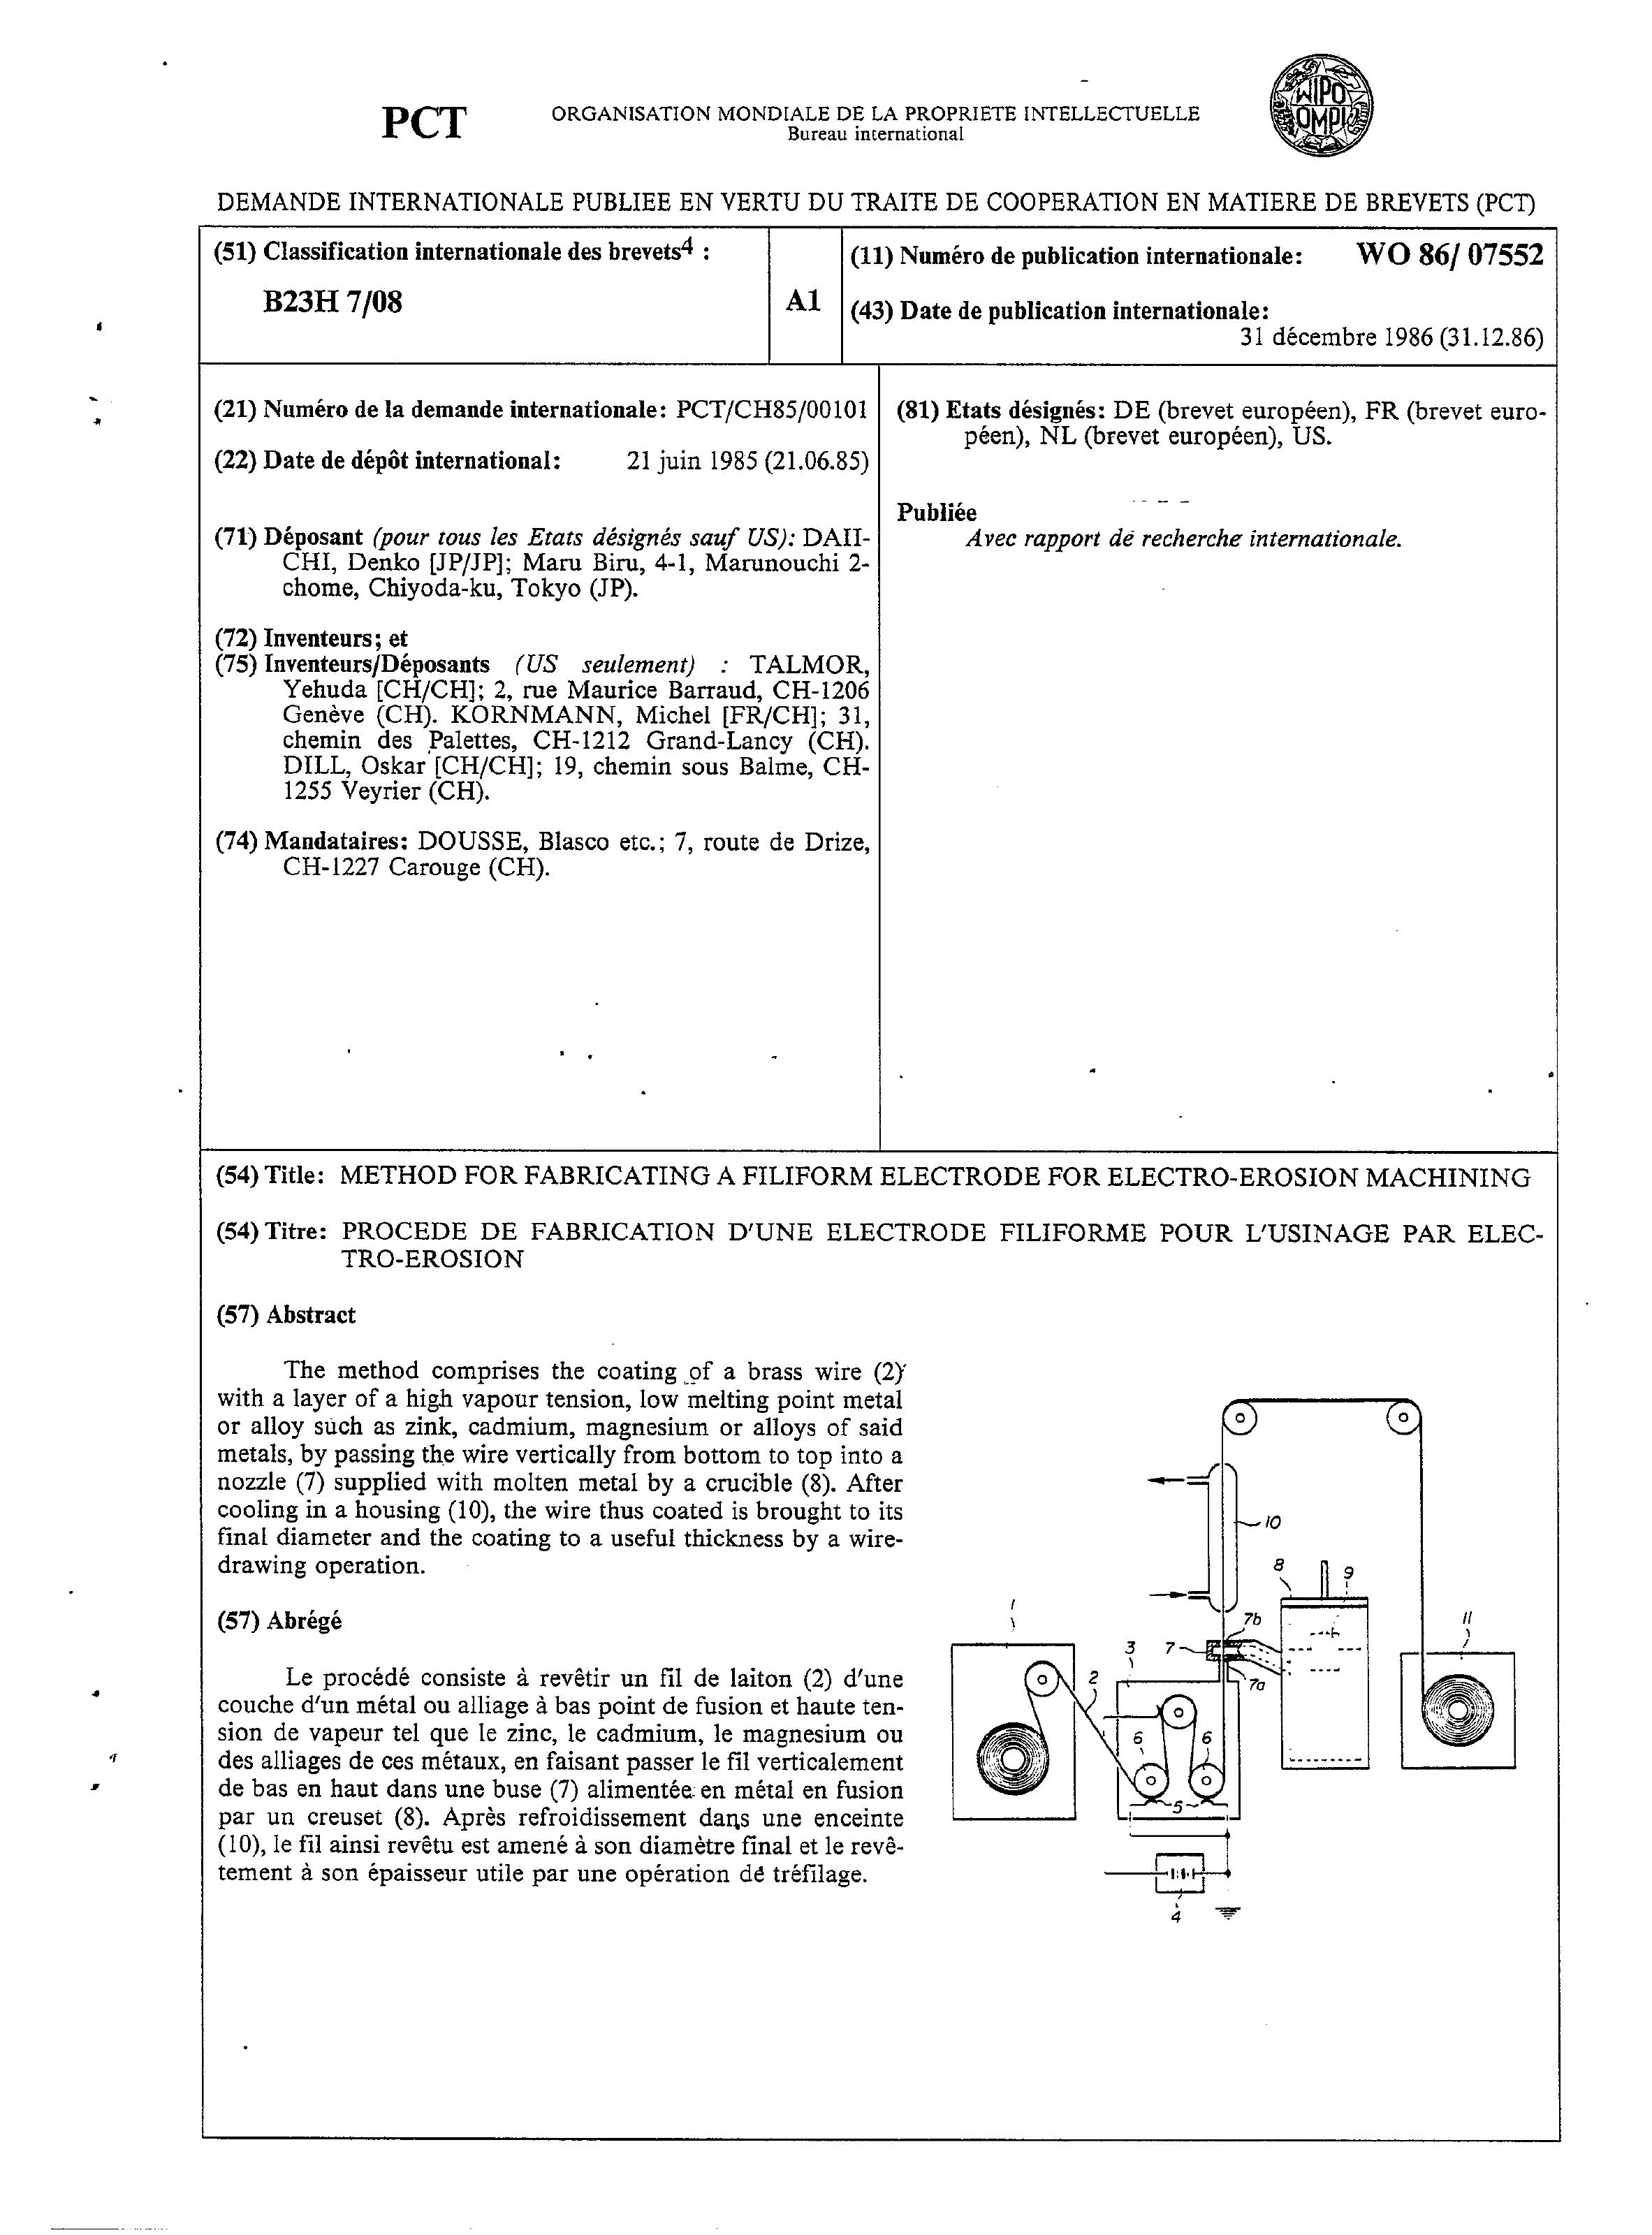 PCT
ORGANISATION MONDIALE DE LA PROPRIETE INTELLECTUELLE
Bureau international
WIPO
OMPI
DEMANDE INTERNATIONALE PUBLIEE EN VERTU DU TRAITE DE COOPERATION EN MATIERE DE BREVETS (PCT)
(51) Classification internationale des brevets4 :
B23H 7/08
A1
(11) Numéro de publication internationale: WO 86/ 07552
(43) Date de publication internationale:
31 décembre 1986 (31.12.86)
(21) Numéro de la demande internationale: PCT/CH85/00101
(22) Date de dépôt international: 21 juin 1985 (21.06.85)
(71) Déposant (pour tous les Etats désignés sauf US): DAII-
CHI, Denko [JP/JP]; Maru Biru, 4-1, Marunouchi 2-
chome, Chiyoda-ku, Tokyo (JP).
(72) Inventeurs; et
(75) Inventeurs/Déposants (US seulement) : TALMOR,
Yehuda [CH/CH]; 2, rue Maurice Barraud, CH-1206
Genève (CH). KORNMANN, Michel [FR/CH]; 31,
chemin des Palettes, CH-1212 Grand-Lancy (CH).
DILL, Oskar [CH/CH]; 19, chemin sous Balme, CH-
1255 Veyrier (CH).
(74) Mandataires: DOUSSE, Blasco etc.; 7, route de Drize,
CH-1227 Carouge (CH).
(81) Etats désignés: DE (brevet européen), FR (brevet euro-
péen), NL (brevet européen), US.
Publiée
Avec rapport de recherche internationale.
(54) Title: METHOD FOR FABRICATING A FILIFORM ELECTRODE FOR ELECTRO-EROSION MACHINING
(54) Titre: PROCEDE DE FABRICATION D'UNE ELECTRODE FILIFORME POUR L'USINAGE PAR ELEC-
TRO-EROSION
(57) Abstract
The method comprises the coating of a brass wire (2)
with a layer of a high vapour tension, low melting point metal
or alloy such as zink, cadmium, magnesium or alloys of said
metals, by passing the wire vertically from bottom to top into a
nozzle (7) supplied with molten metal by a crucible (8). After
cooling in a housing (10), the wire thus coated is brought to its
final diameter and the coating to a useful thickness by a wire-
drawing operation.
(57) Abrégé
Le procédé consiste à revêtir un fil de laiton (2) d'une
couche d'un métal ou alliage à bas point de fusion et haute ten-
sion de vapeur tel que le zinc, le cadmium, le magnesium ou
des alliages de ces métaux, en faisant passer le fil verticalement
de bas en haut dans une buse (7) alimentée en métal en fusion
par un creuset (8). Après refroidissement dans une enceinte
(10), le fil ainsi revêtu est amené à son diamètre final et le revê-
tement à son épaisseur utile par une opération de tréfilage.
10
8
9
1
7b
11
3
7
2
7a
6
6
5
4